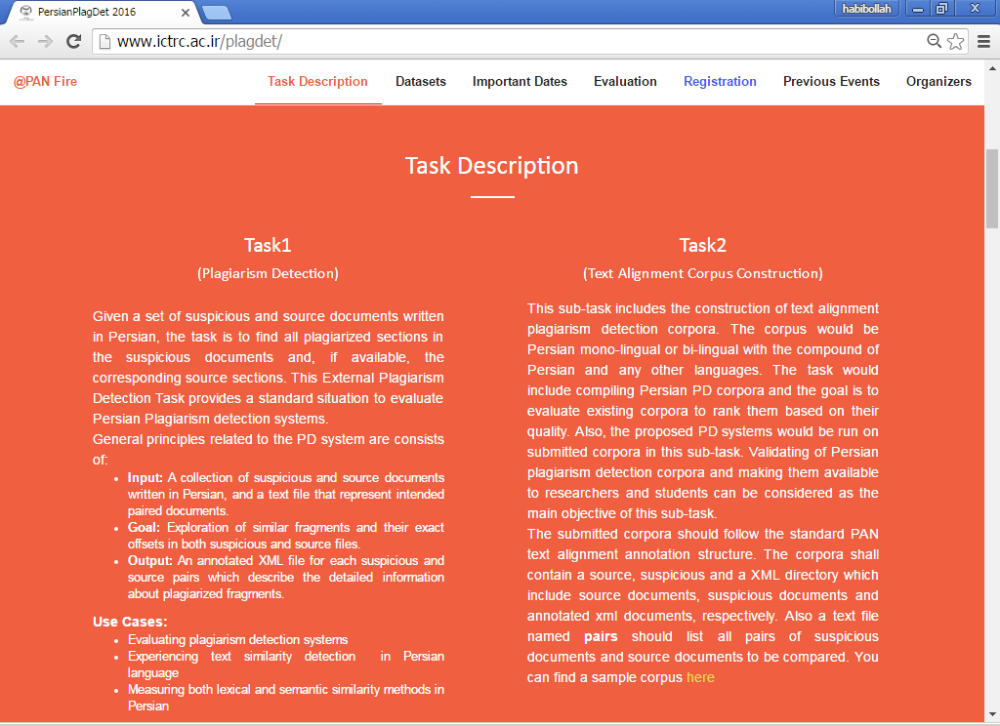 PersianPlagDet 2016
habibollah
www.ictrc.ac.ir/plagdet/
@PAN Fire
Task Description
Datasets
Important Dates
Evaluation
Registration
Previous Events
Organizers
Task Description
Task1
(Plagiarism Detection)
Given a set of suspicious and source documents written
in Persian, the task is to find all plagiarized sections in
the suspicious documents and, if available, the
corresponding source sections. This External Plagiarism
Detection Task provides a standard situation to evaluate
Persian Plagiarism detection systems.
General principles related to the PD system are consists
of:
• Input: A collection of suspicious and source documents
written in Persian, and a text file that represent intended
paired documents.
• Goal: Exploration of similar fragments and their exact
offsets in both suspicious and source files.
• Output: An annotated XML file for each suspicious and
source pairs which describe the detailed information
about plagiarized fragments.
Use Cases:
• Evaluating plagiarism detection systems
• Experiencing text similarity detection in Persian
language
• Measuring both lexical and semantic similarity methods in
Persian
Task2
(Text Alignment Corpus Construction)
This sub-task includes the construction of text alignment
plagiarism detection corpora. The corpus would be
Persian mono-lingual or bi-lingual with the compound of
Persian and any other languages. The task would
include compiling Persian PD corpora and the goal is to
evaluate existing corpora to rank them based on their
quality. Also, the proposed PD systems would be run on
submitted corpora in this sub-task. Validating of Persian
plagiarism detection corpora and making them available
to researchers and students can be considered as the
main objective of this sub-task.
The submitted corpora should follow the standard PAN
text alignment annotation structure. The corpora shall
contain a source, suspicious and a XML directory which
include source documents, suspicious documents and
annotated xml documents, respectively. Also a text file
named pairs should list all pairs of suspicious
documents and source documents to be compared. You
can find a sample corpus here